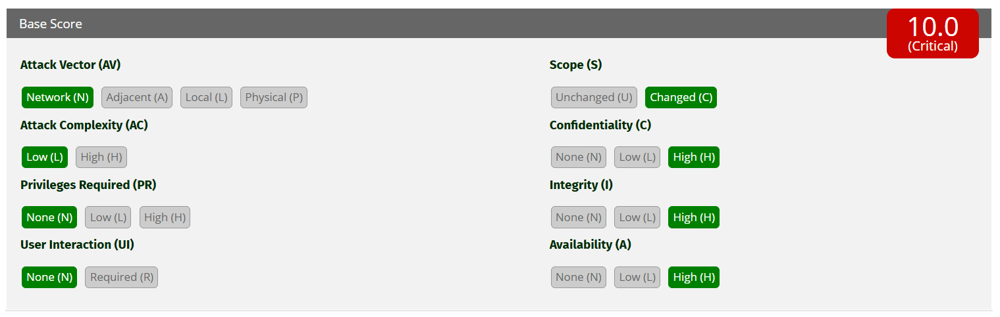 Base Score
10.0
(Critical)
Attack Vector (AV)
Network (N) Adjacent (A) Local (L) Physical (P)
Attack Complexity (AC)
Low (L) High (H)
Privileges Required (PR)
None (N) Low (L) High (H)
User Interaction (UI)
None (N) Required (R)
Scope (S)
Unchanged (U) Changed (C)
Confidentiality (C)
None (N) Low (L) High (H)
Integrity (I)
None (N) Low (L) High (H)
Availability (A)
None (N) Low (L) High (H)